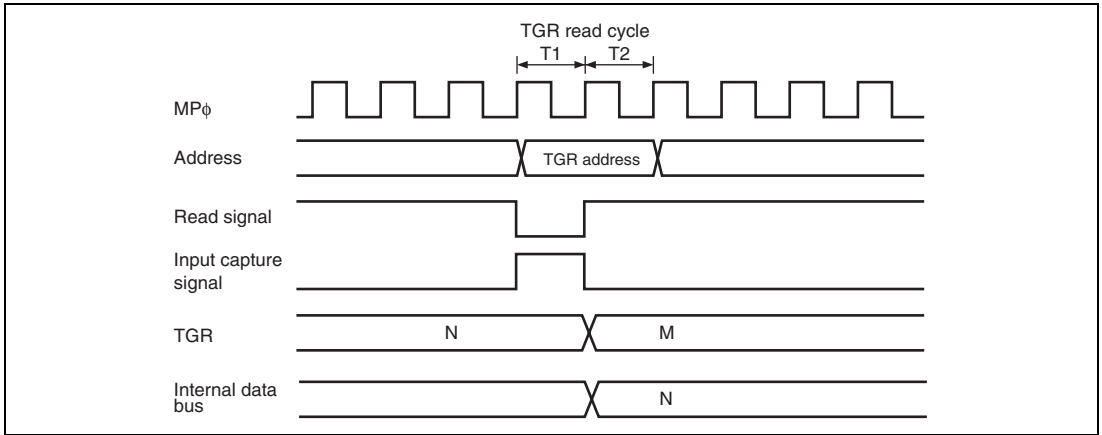 TGR read cycle
T1 T2
MPϕ
Address TGR address
Read signal
Input capture
signal
TGR N M
Internal data
bus N